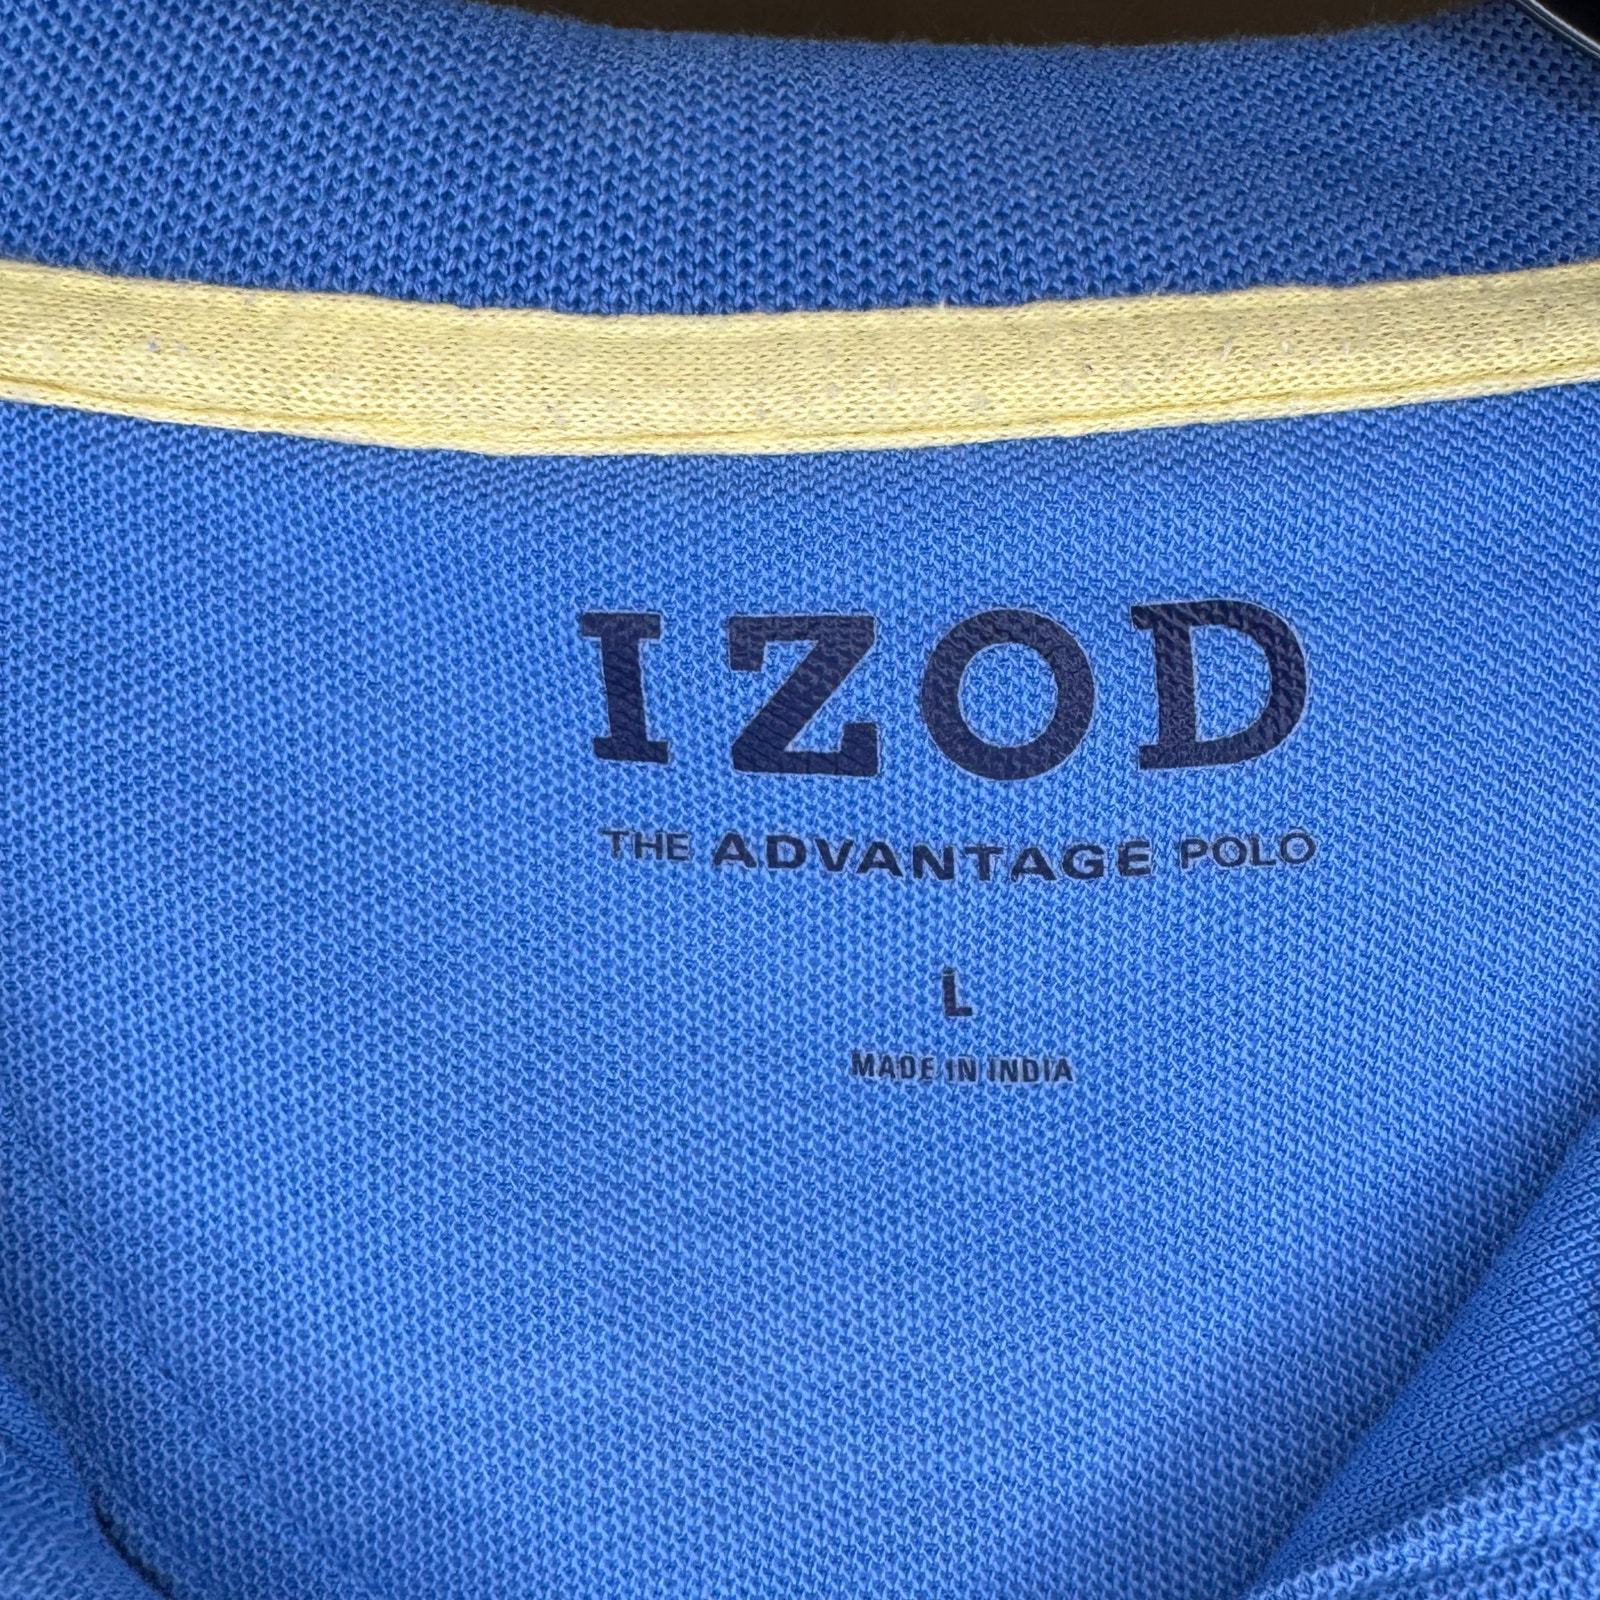 IZOD
THE ADVANTAGE POLO
L
MADE IN INDIA